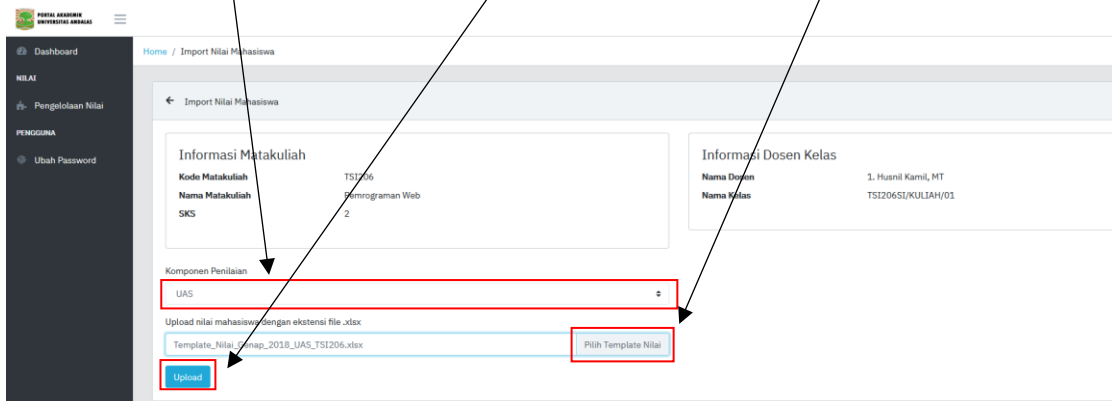 PORTAL AKADEMIK
UNIVERSITAS ANDALAS
Dashboard
NILAI
Pengelolaan Nilai
PENGGUNA
Ubah Password
Home / Import Nilai Mahasiswa
Import Nilai Mahasiswa
Informasi Matakuliah
Kode Matakuliah TSI206
Nama Matakuliah Pemrograman Web
SKS 2
Informasi Dosen Kelas
Nama Dosen 1. Husnil Kamil, MT
Nama Kelas TSI206SI/KULIAH/01
Komponen Penilaian
UAS
Upload nilai mahasiswa dengan ekstensi file .xlsx
Template_Nilai_Genap_2018_UAS_TSI206.xlsx Pilih Template Nilai
Upload